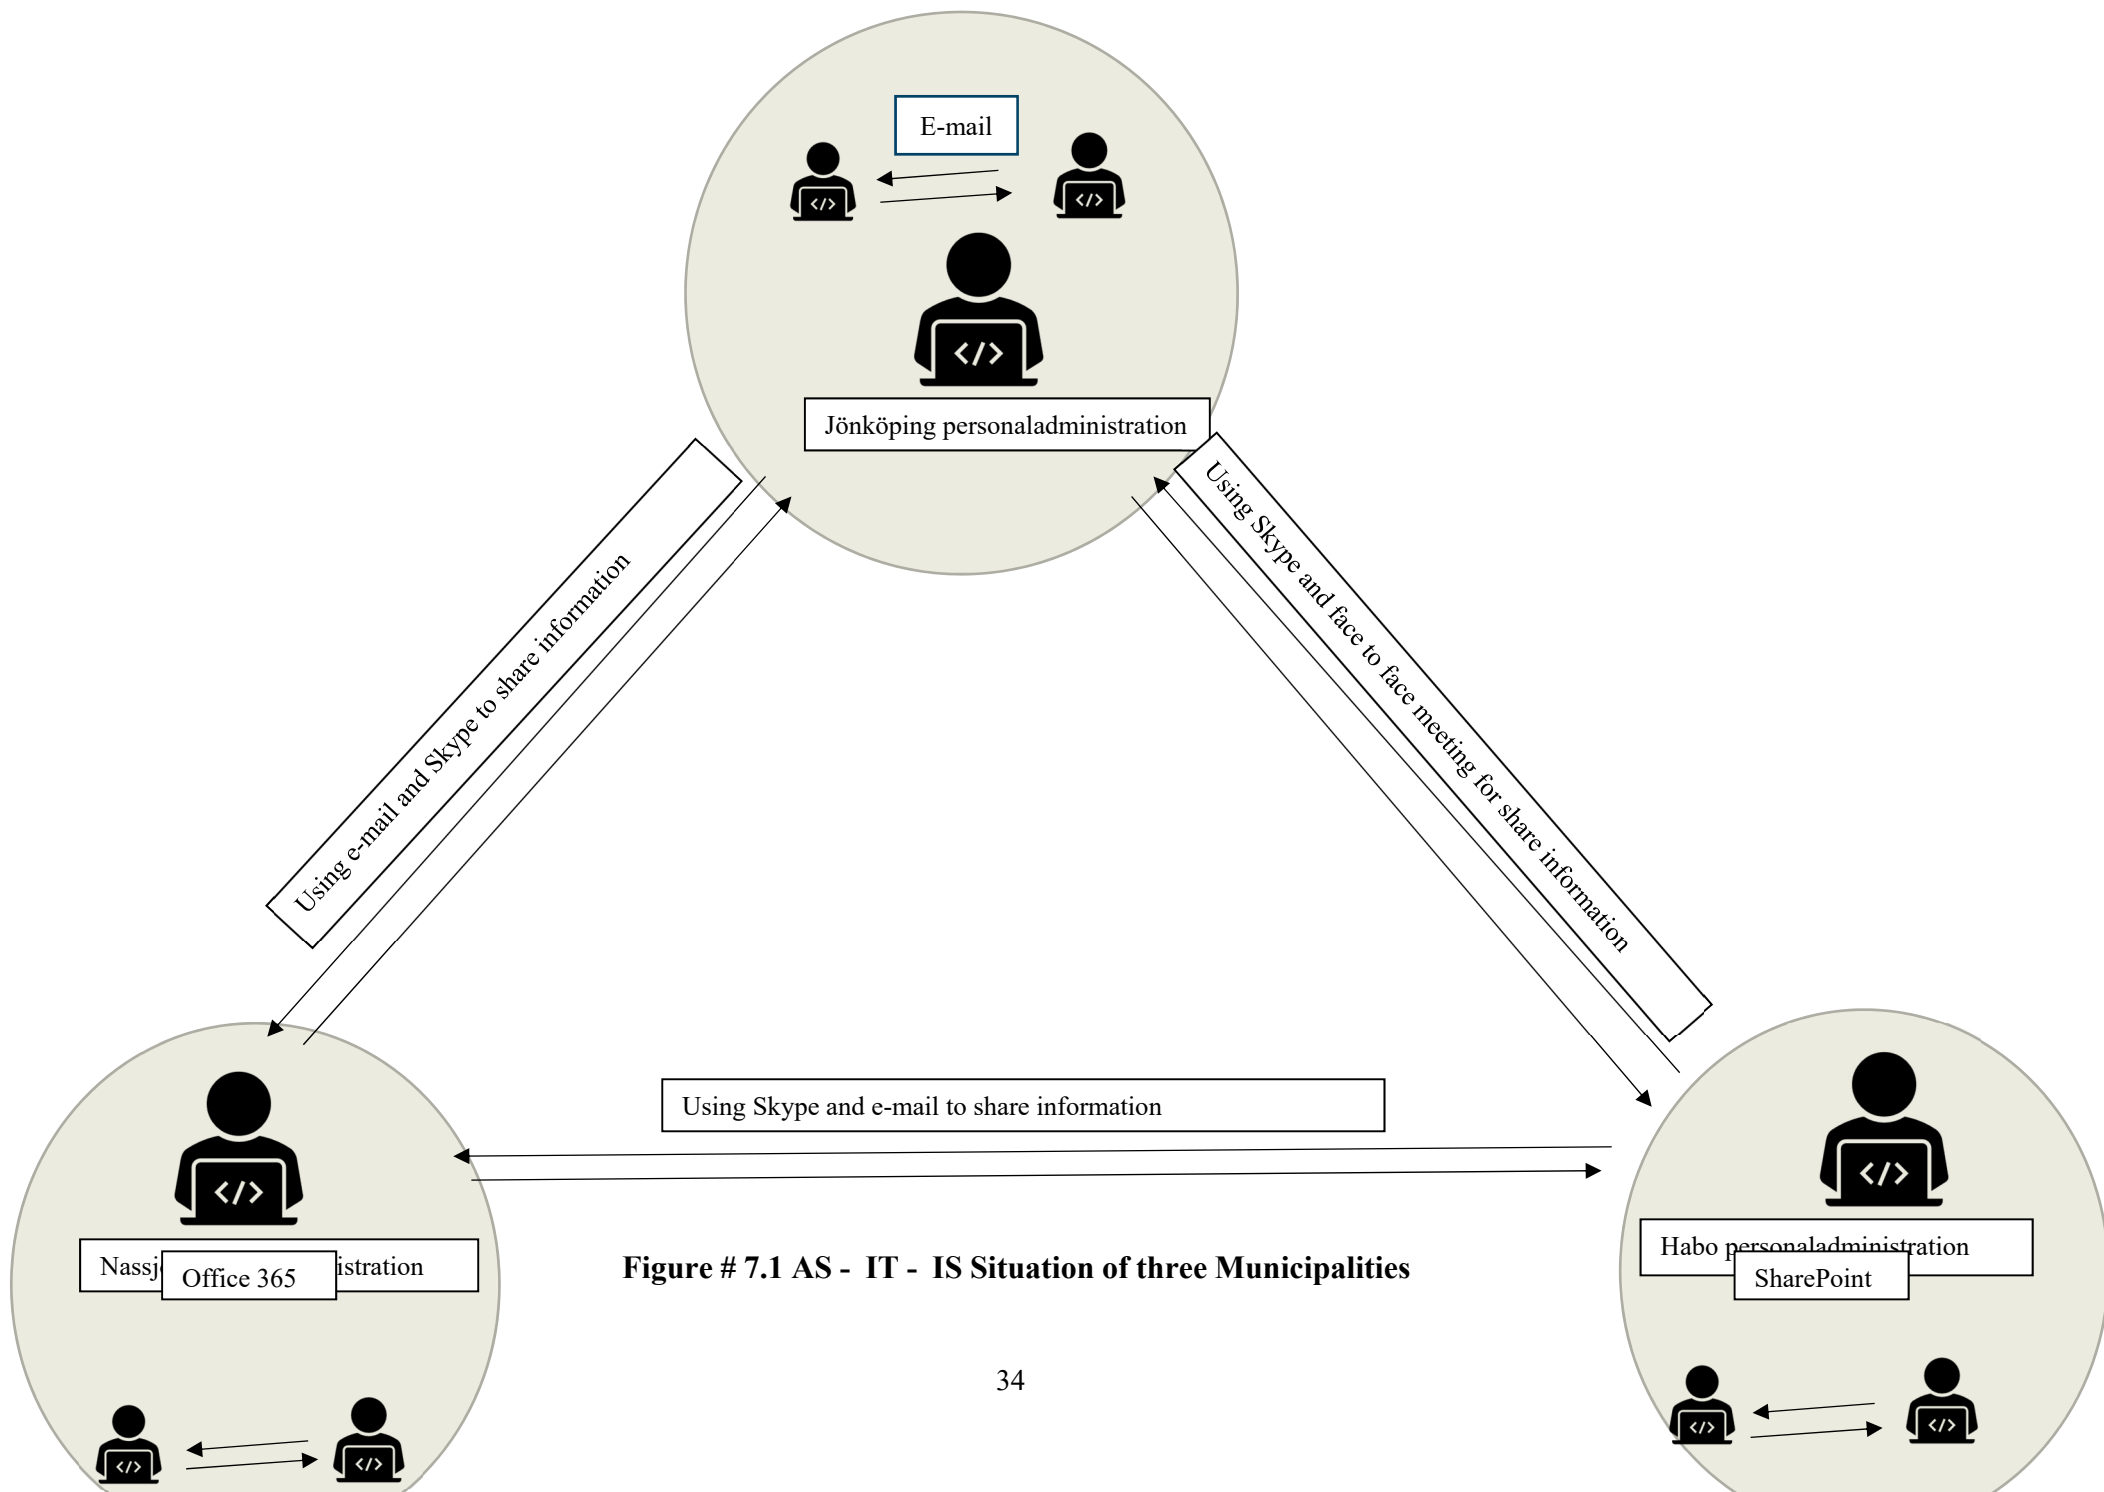 E-mail
Jönköping personaladministration
Using e-mail and Skype to share information
Using Skype and face to face meeting for share information
Using Skype and e-mail to share information
Office 365
Habo personaladministration
SharePoint
Figure # 7.1 AS - IT - IS Situation of three Municipalities
34